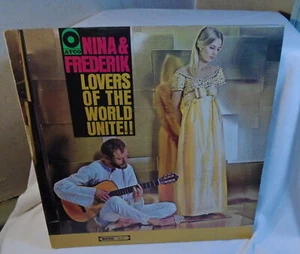 ATCO
NINA &
FREDERIK
LOVERS
OF THE
WORLD
UNITE!!